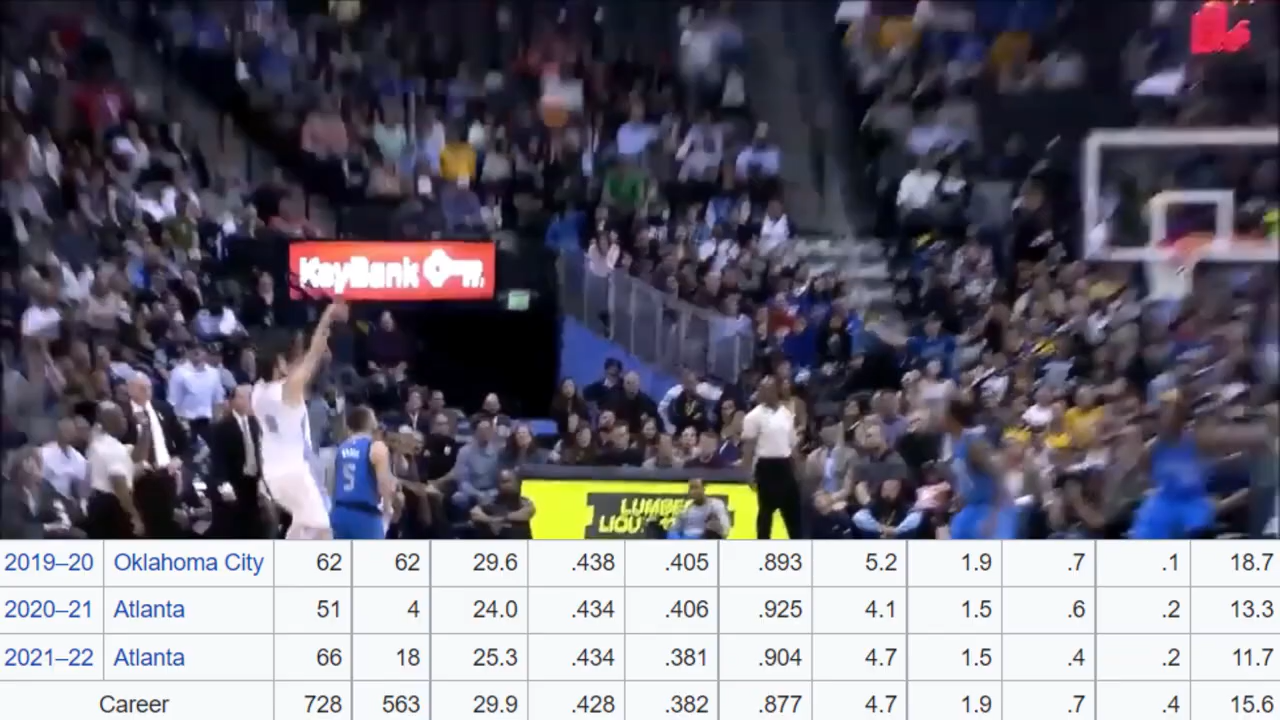 KeyBank
5
LUMBER
LIQU
2019–20 Oklahoma City 62 62 29.6 .438 .405 .893 5.2 1.9 .7 .1 18.7
2020–21 Atlanta 51 4 24.0 .434 .406 .925 4.1 1.5 .6 .2 13.3
2021–22 Atlanta 66 18 25.3 .434 .381 .904 4.7 1.5 .4 .2 11.7
Career 728 563 29.9 .428 .382 .877 4.7 1.9 .7 .4 15.6